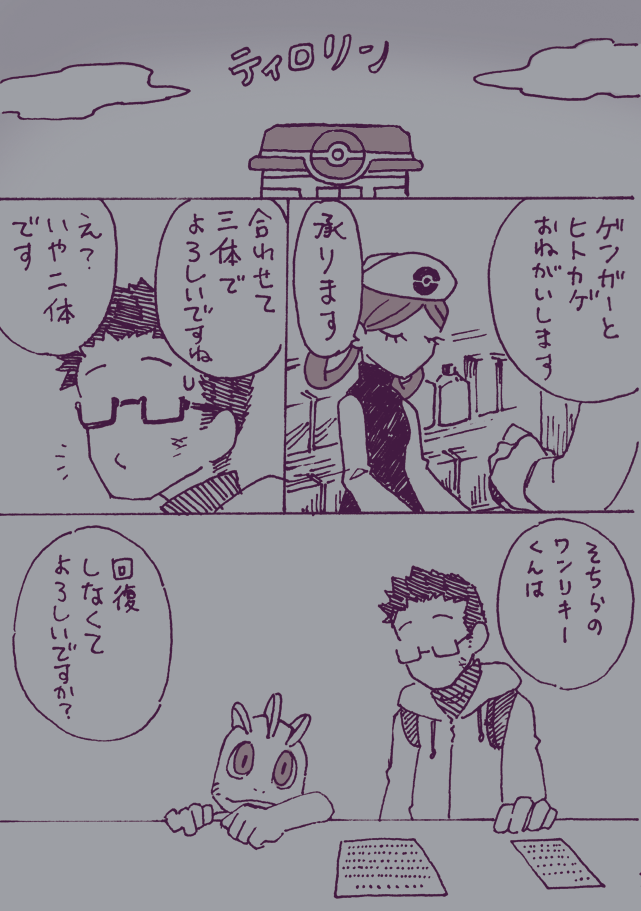 ティロリン
ゲンガーと
ヒトカゲ
おねがいします
承ります
合わせて
三体で
よろしいですね
え？
いや二体
です
そちらの
ワンリキー
くんは
回復
しなくて
よろしいですか？